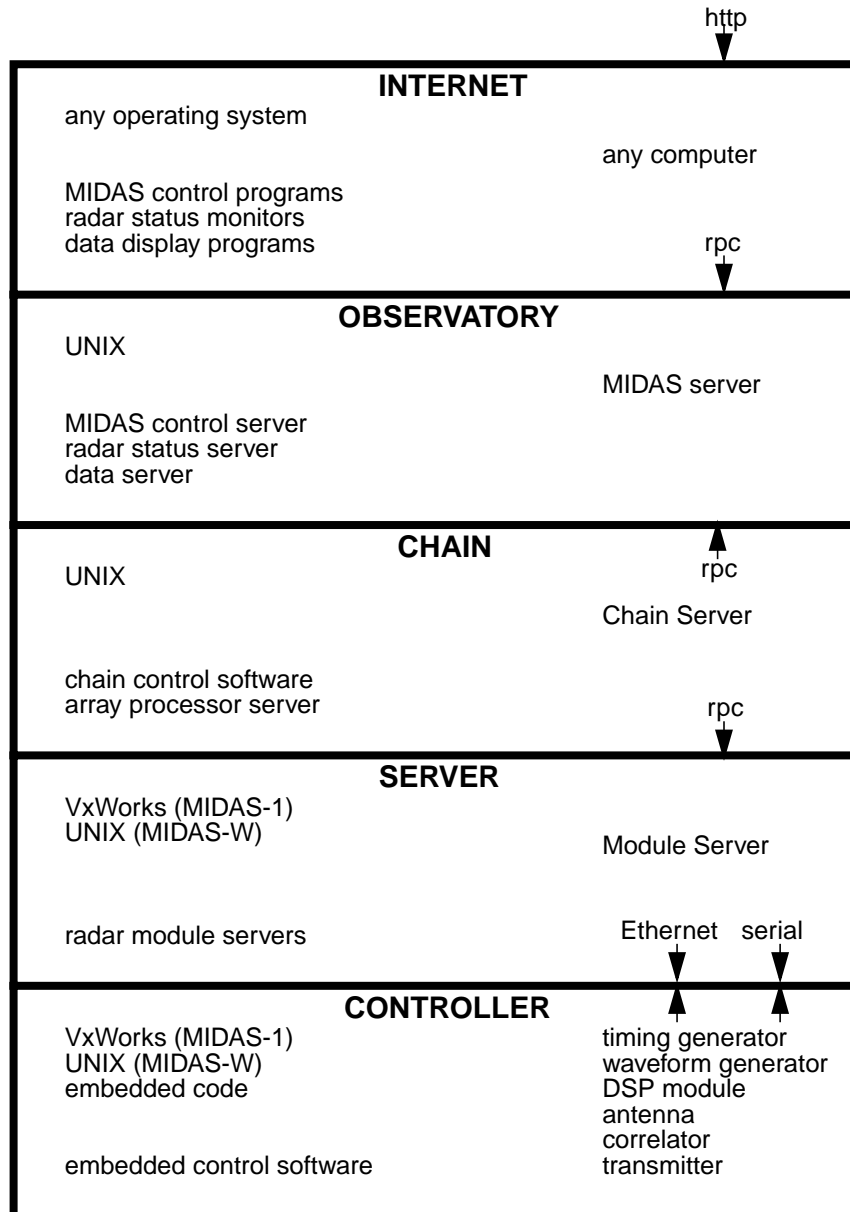 http
INTERNET
any operating system
any computer
MIDAS control programs
radar status monitors
data display programs
rpc
OBSERVATORY
UNIX
MIDAS server
MIDAS control server
radar status server
data server
CHAIN
rpc
UNIX
Chain Server
chain control software
array processor server
rpc
SERVER
VxWorks (MIDAS-1)
UNIX (MIDAS-W)
Module Server
radar module servers
Ethernet serial
CONTROLLER
VxWorks (MIDAS-1)
UNIX (MIDAS-W)
embedded code
embedded control software
timing generator
waveform generator
DSP module
antenna
correlator
transmitter